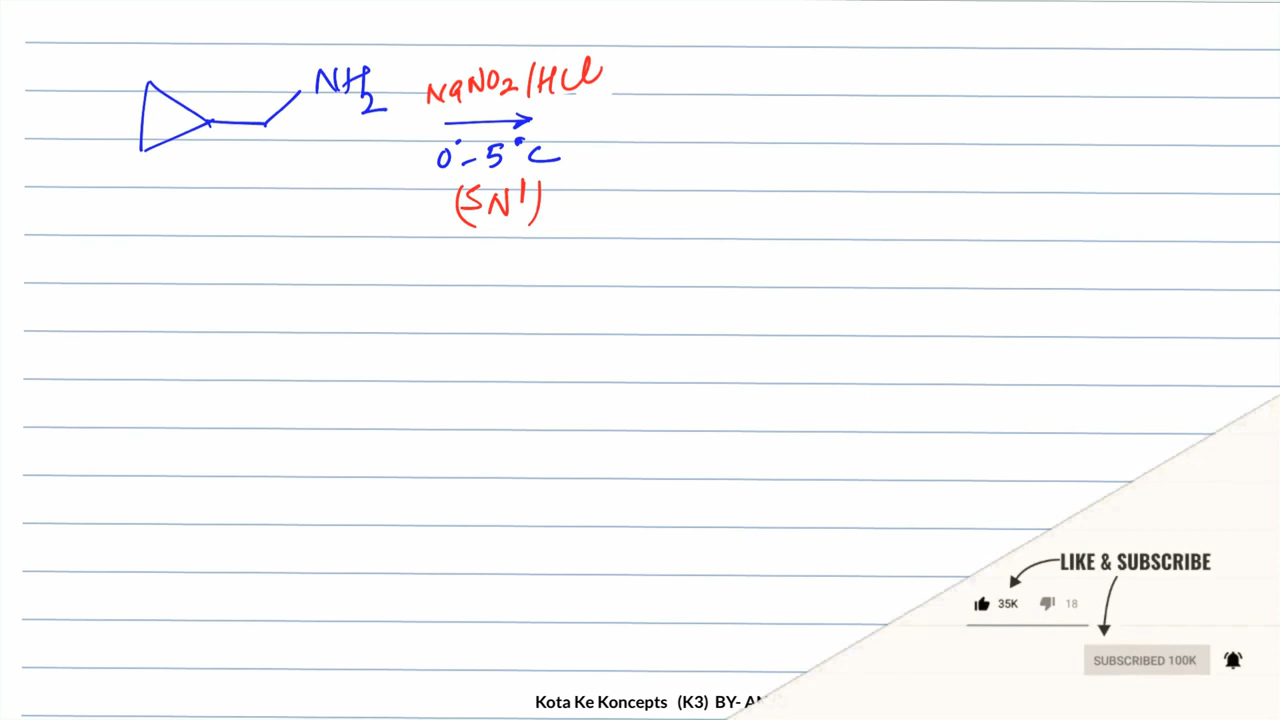 NH2
NaNO2/HCl
0°-5°C
(SN1)
LIKE & SUBSCRIBE
35K 18
SUBSCRIBED 100K
Kota Ke Koncepts (K3) BY-